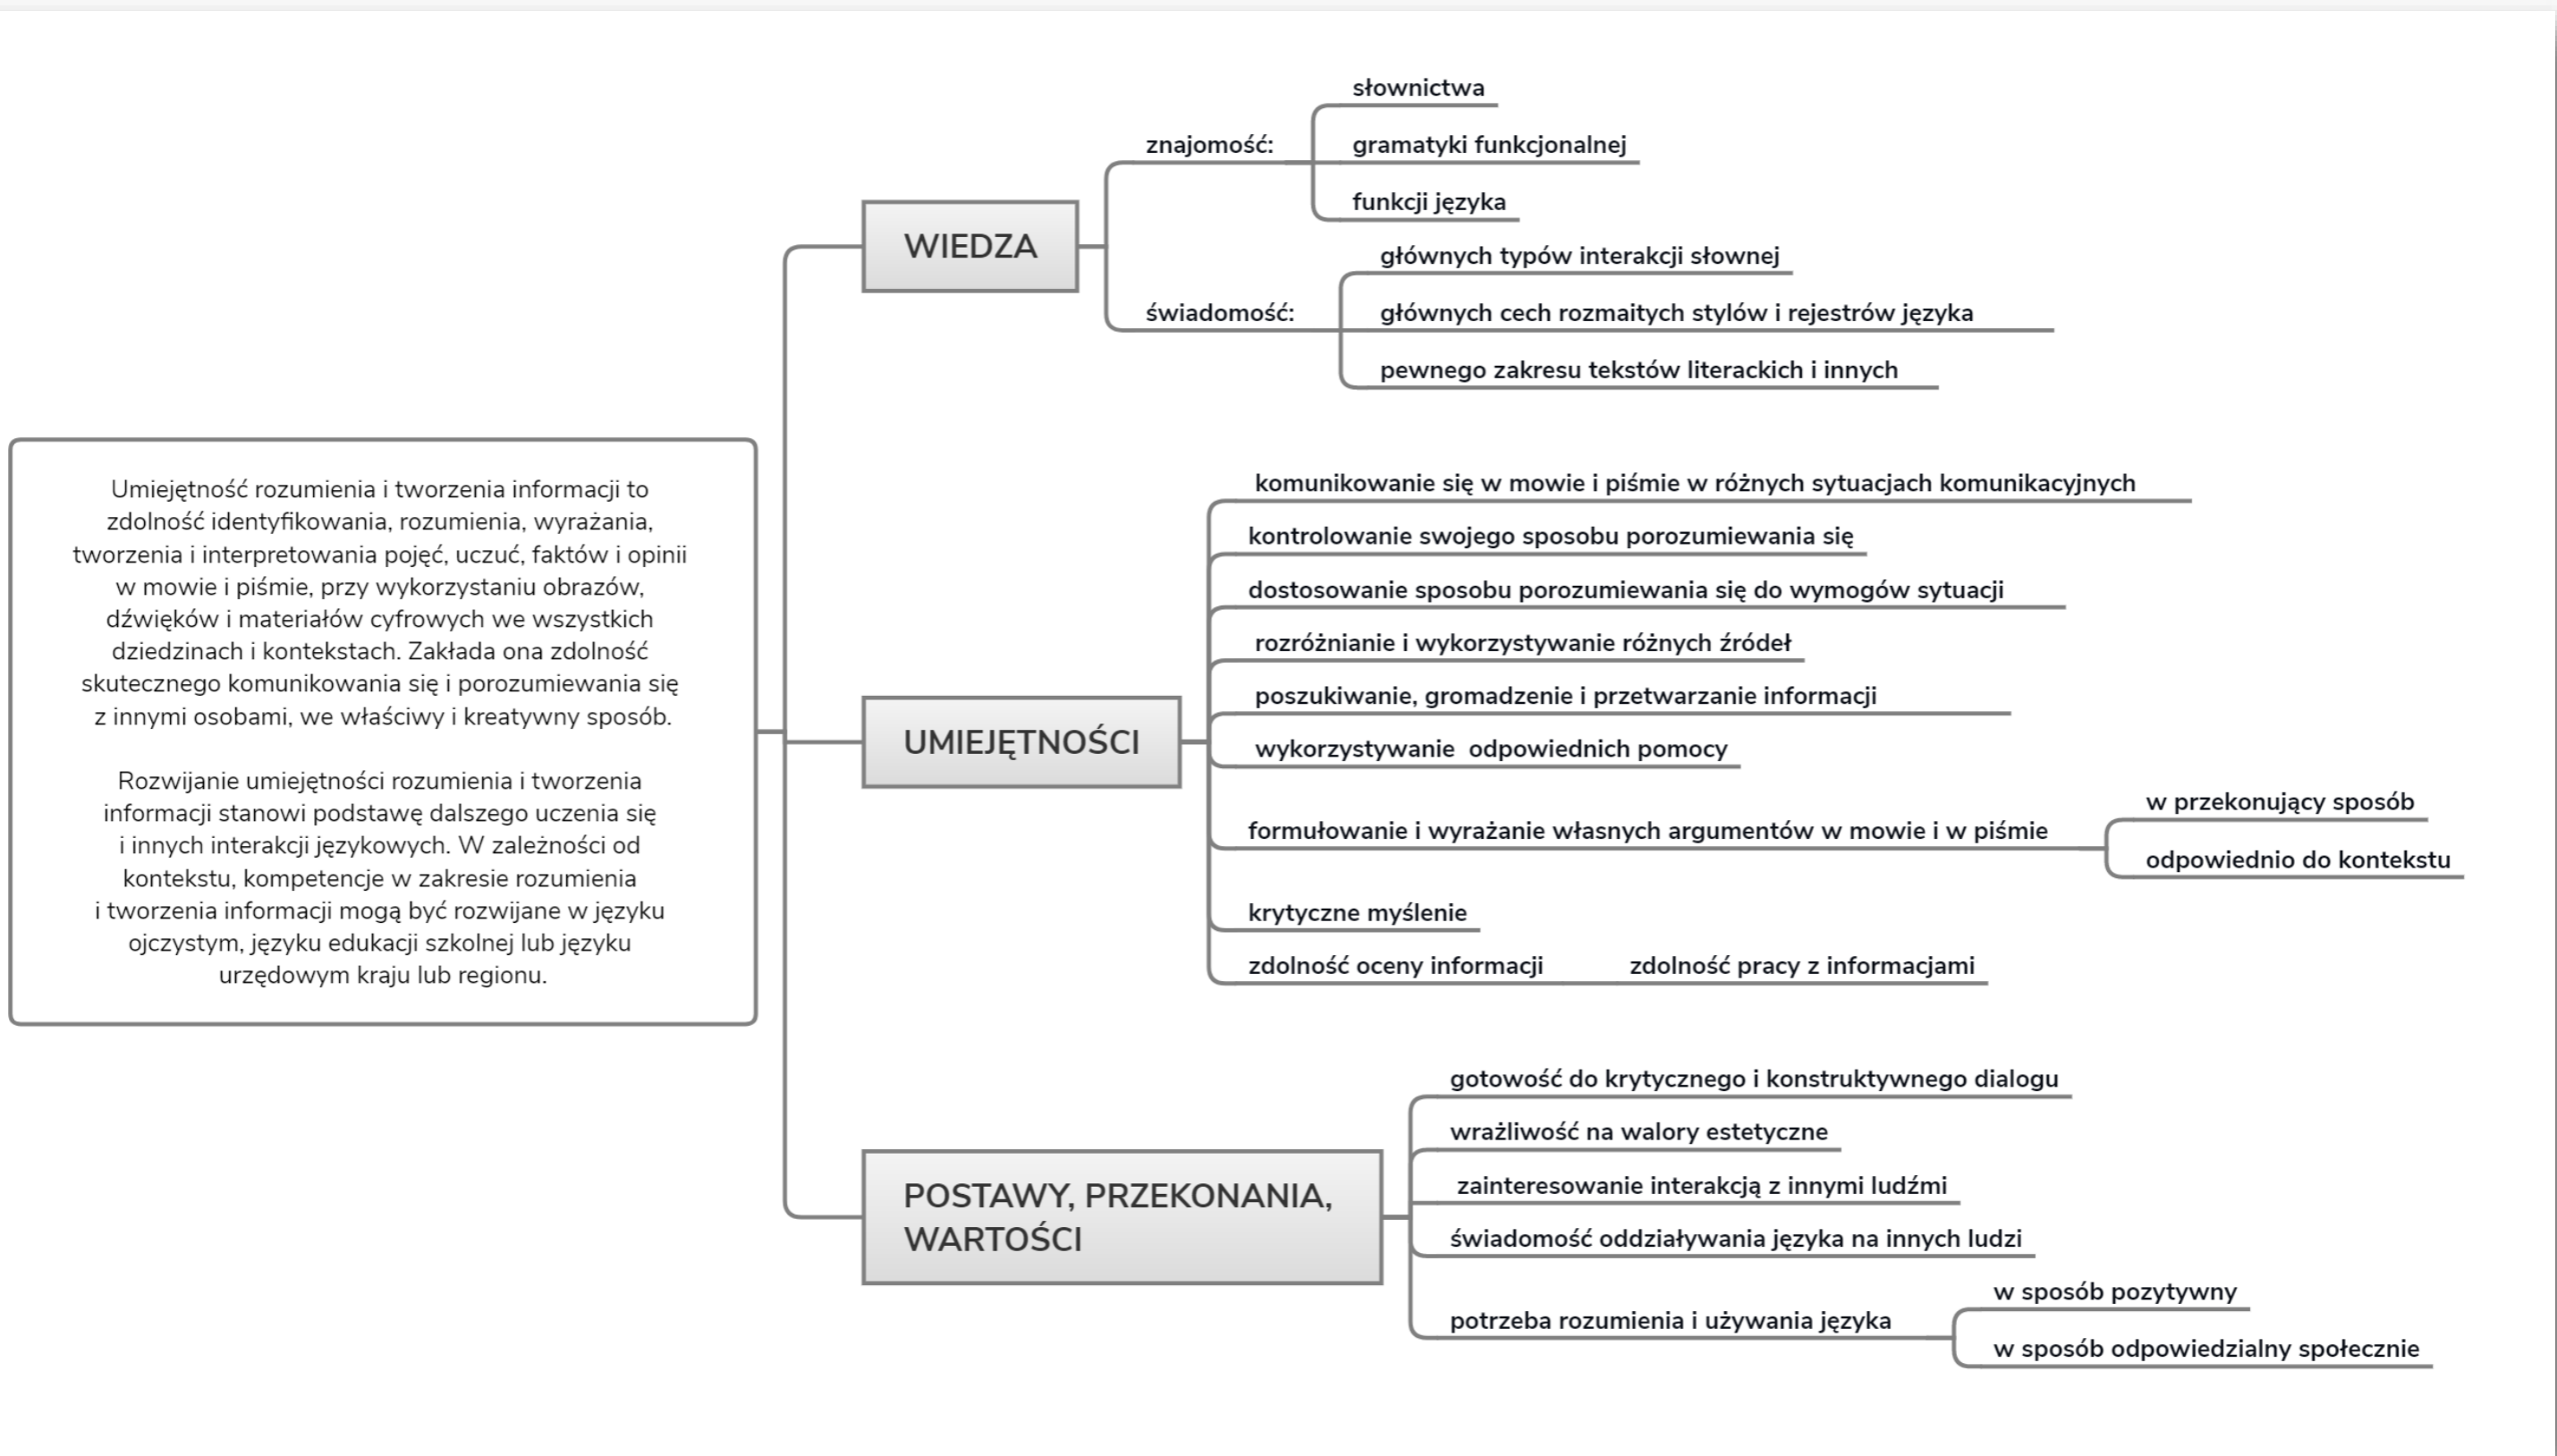 Umiejętność rozumienia i tworzenia informacji to
zdolność identyfikowania, rozumienia, wyrażania,
tworzenia i interpretowania pojęć, uczuć, faktów i opinii
w mowie i piśmie, przy wykorzystaniu obrazów,
dźwięków i materiałów cyfrowych we wszystkich
dziedzinach i kontekstach. Zakłada ona zdolność
skutecznego komunikowania się i porozumiewania się
z innymi osobami, we właściwy i kreatywny sposób.
Rozwijanie umiejętności rozumienia i tworzenia
informacji stanowi podstawę dalszego uczenia się
i innych interakcji językowych. W zależności od
kontekstu, kompetencje w zakresie rozumienia
i tworzenia informacji mogą być rozwijane w języku
ojczystym, języku edukacji szkolnej lub języku
urzędowym kraju lub regionu.
WIEDZA
znajomość:
słownictwa
gramatyki funkcjonalnej
funkcji języka
świadomość:
głównych typów interakcji słownej
głównych cech rozmaitych stylów i rejestrów języka
pewnego zakresu tekstów literackich i innych
UMIEJĘTNOŚCI
komunikowanie się w mowie i piśmie w różnych sytuacjach komunikacyjnych
kontrolowanie swojego sposobu porozumiewania się
dostosowanie sposobu porozumiewania się do wymogów sytuacji
rozróżnianie i wykorzystywanie różnych źródeł
poszukiwanie, gromadzenie i przetwarzanie informacji
wykorzystywanie odpowiednich pomocy
formułowanie i wyrażanie własnych argumentów w mowie i w piśmie
w przekonujący sposób
odpowiednio do kontekstu
krytyczne myślenie
zdolność oceny informacji
zdolność pracy z informacjami
POSTAWY, PRZEKONANIA,
WARTOŚCI
gotowość do krytycznego i konstruktywnego dialogu
wrażliwość na walory estetyczne
zainteresowanie interakcją z innymi ludźmi
świadomość oddziaływania języka na innych ludzi
potrzeba rozumienia i używania języka
w sposób pozytywny
w sposób odpowiedzialny społecznie